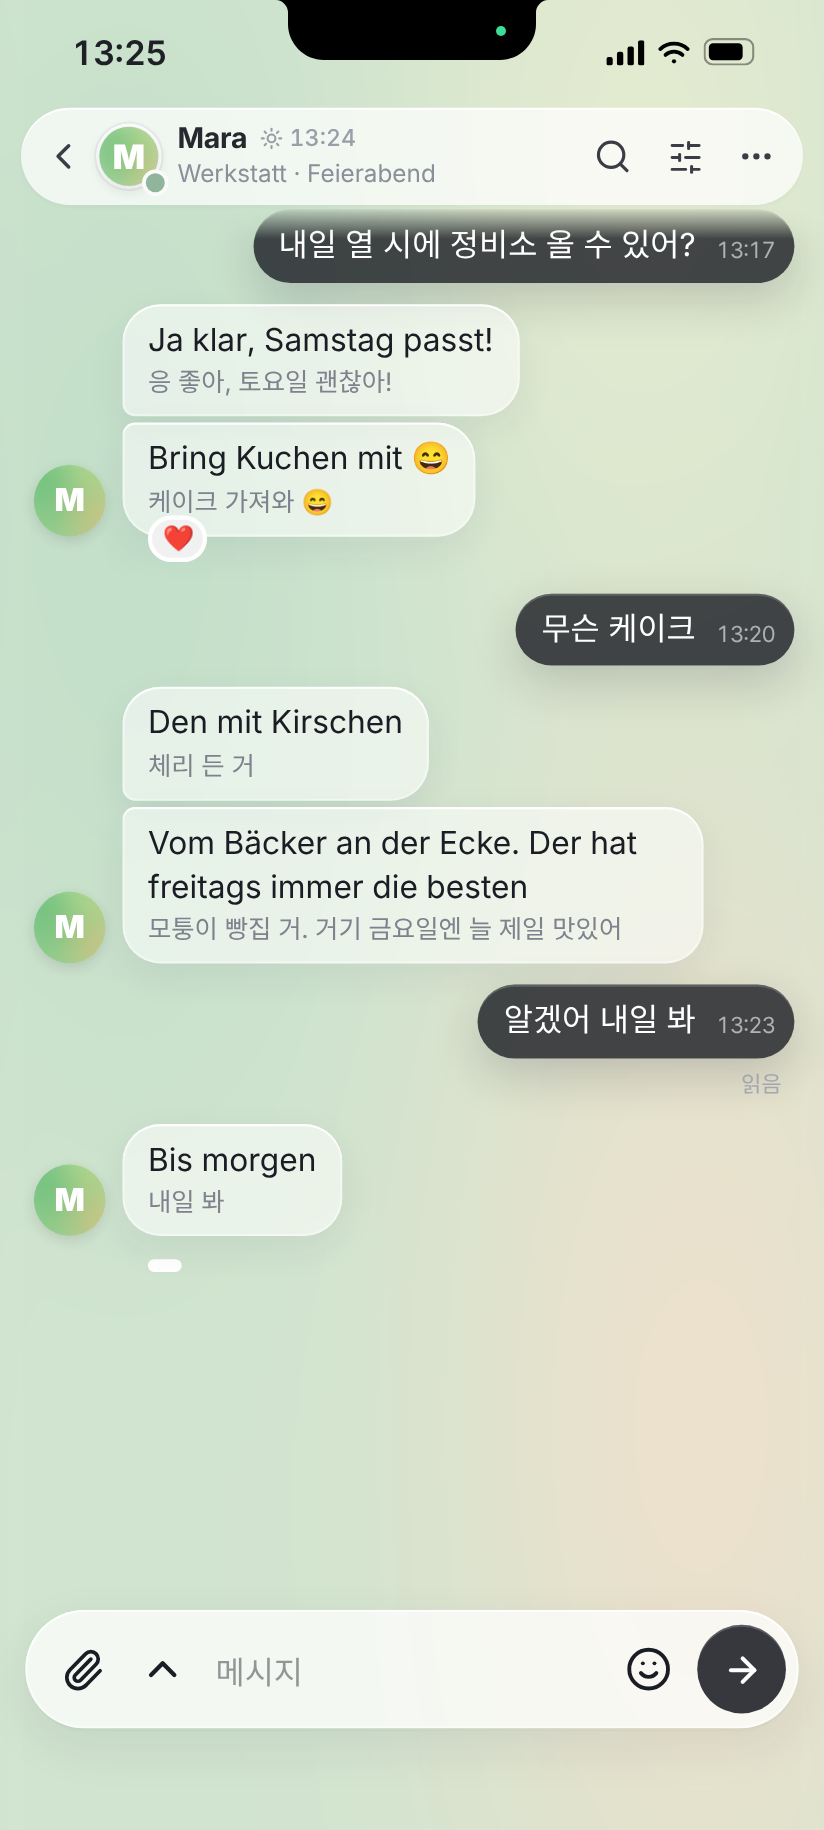 13:25
Mara 13:24
Werkstatt · Feierabend
내일 열 시에 정비소 올 수 있어? 13:17
Ja klar, Samstag passt!
응 좋아, 토요일 괜찮아!
Bring Kuchen mit 😄
케이크 가져와 😄
M
무슨 케이크 13:20
Den mit Kirschen
체리 든 거
Vom Bäcker an der Ecke. Der hat
freitags immer die besten
모퉁이 빵집 거. 거기 금요일엔 늘 제일 맛있어
M
알겠어 내일 봐 13:23
읽음
Bis morgen
내일 봐
M
메시지